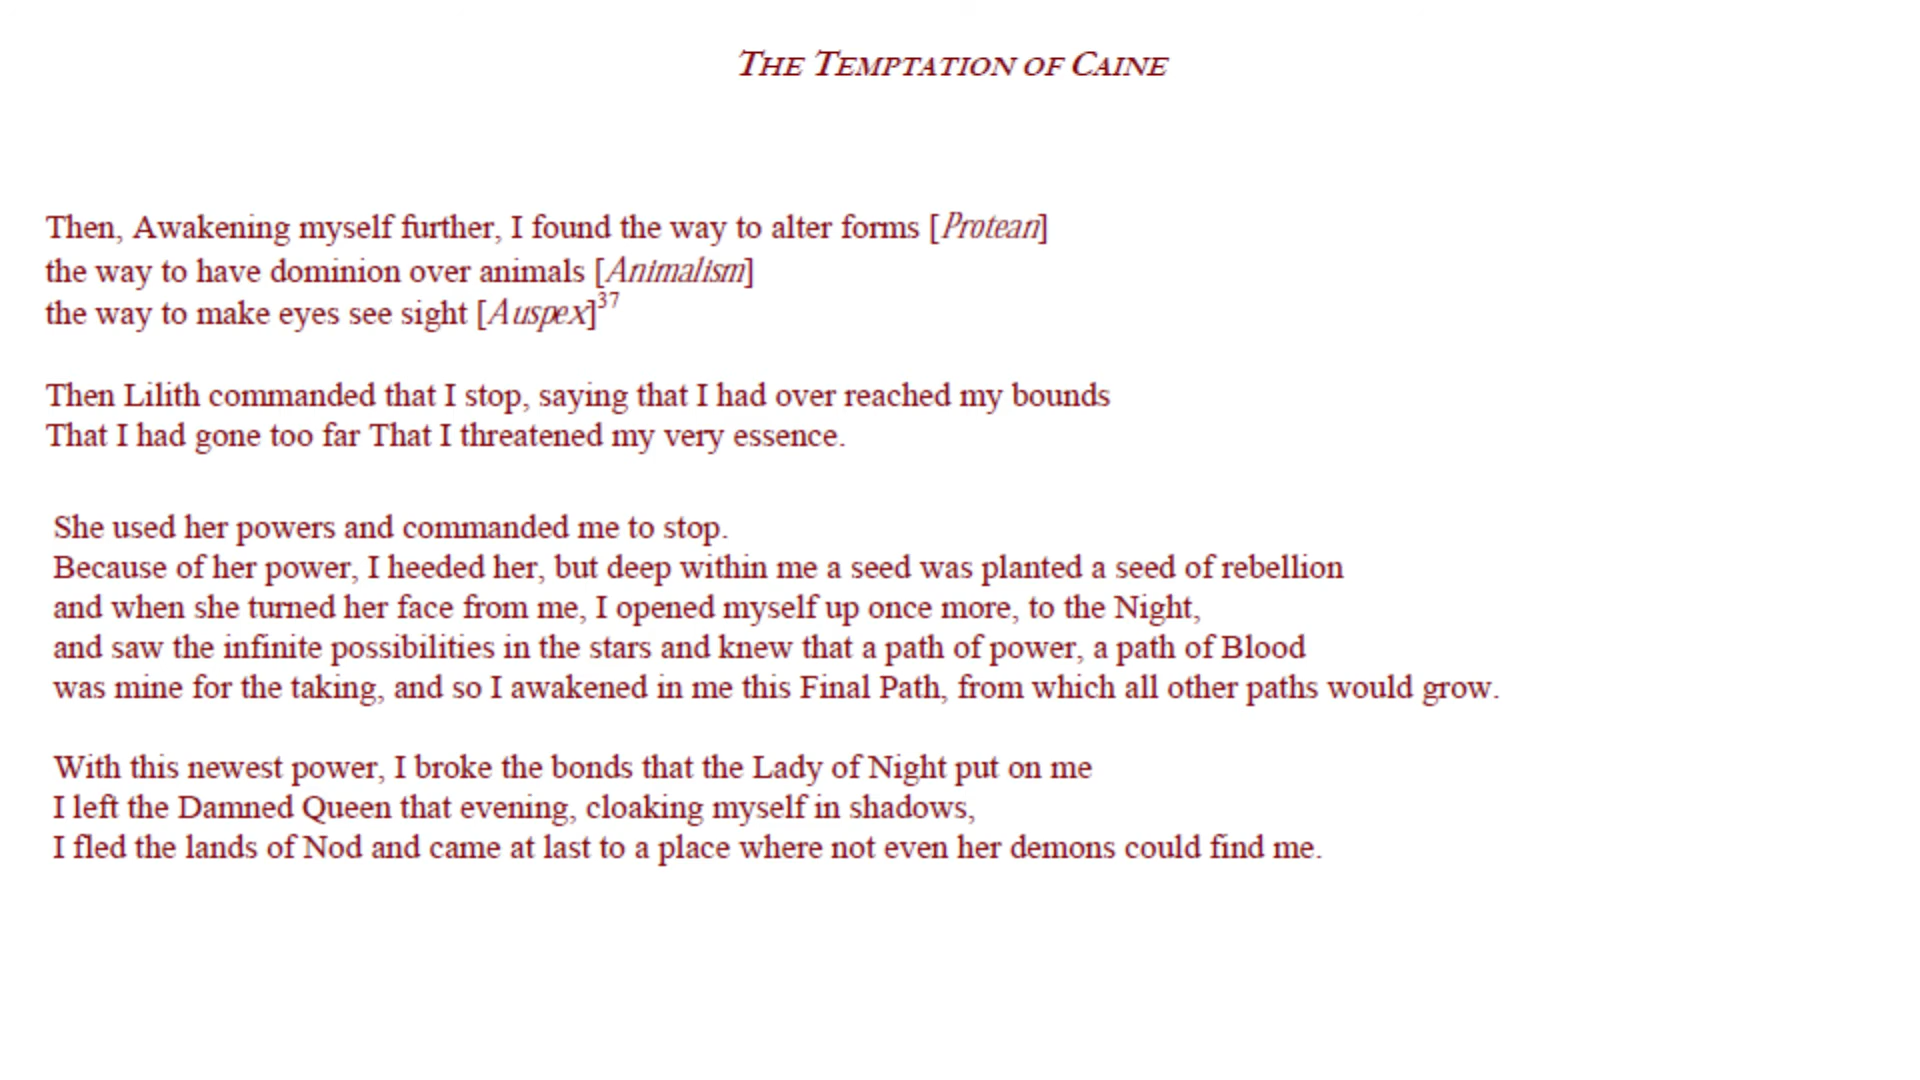 THE TEMPTATION OF CAINE
Then, Awakening myself further, I found the way to alter forms [Protean]
the way to have dominion over animals [Animalism]
the way to make eyes see sight [Auspex]37
Then Lilith commanded that I stop, saying that I had over reached my bounds
That I had gone too far That I threatened my very essence.
She used her powers and commanded me to stop.
Because of her power, I heeded her, but deep within me a seed was planted a seed of rebellion
and when she turned her face from me, I opened myself up once more, to the Night,
and saw the infinite possibilities in the stars and knew that a path of power, a path of Blood
was mine for the taking, and so I awakened in me this Final Path, from which all other paths would grow.
With this newest power, I broke the bonds that the Lady of Night put on me
I left the Damned Queen that evening, cloaking myself in shadows,
I fled the lands of Nod and came at last to a place where not even her demons could find me.